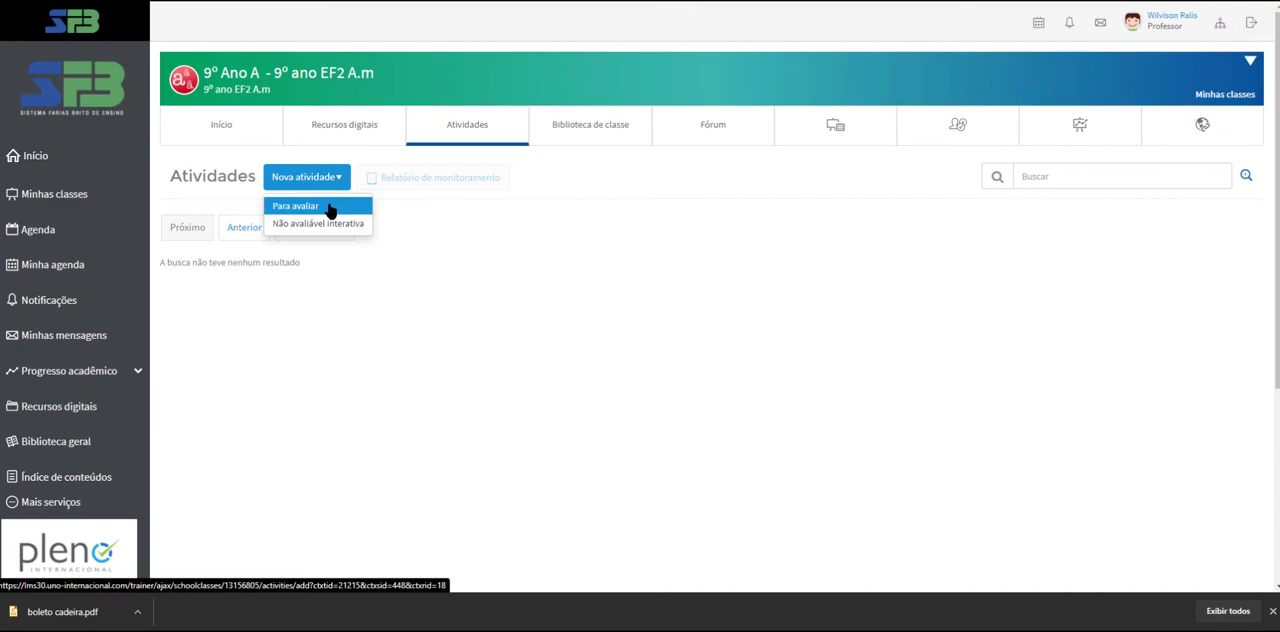 SFB
Wilvison Ralis
Professor
SFB
SISTEMA FARIAS BRITO DE ENSINO
9º Ano A - 9º ano EF2 A.m
9º ano EF2 A.m
Minhas classes
Início
Recursos digitais
Atividades
Biblioteca de classe
Fórum
Início
Minhas classes
Agenda
Minha agenda
Notificações
Minhas mensagens
Progresso acadêmico
Recursos digitais
Biblioteca geral
Índice de conteúdos
Mais serviços
pleno
INTERNACIONAL
Atividades
Nova atividade
Relatório de monitoramento
Buscar
Para avaliar
Não avaliável interativa
Próximo
Anterior
A busca não teve nenhum resultado
https://lms30.uno-internacional.com/trainer/ajax/schoolclasses/13156805/activities/add?ctxtid=21215&ctxsid=448&ctxrid=18
boleto cadeira.pdf
Exibir todos